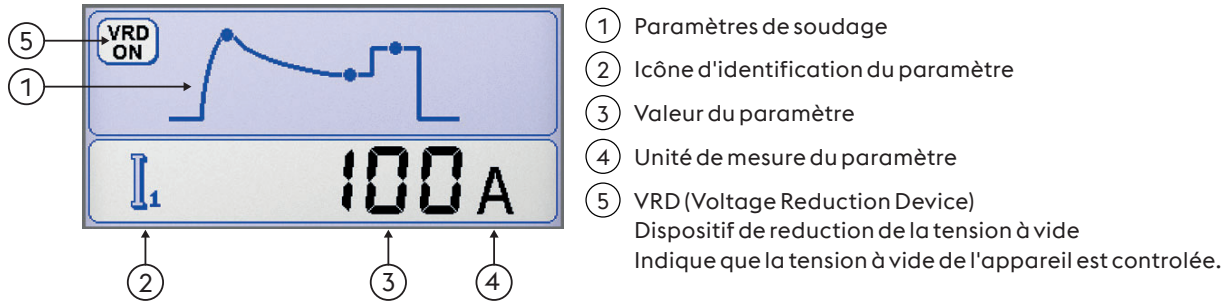 5
VRD
ON
1
I1
100 A
2
3
4
1 Paramètres de soudage
2 Icône d'identification du paramètre
3 Valeur du paramètre
4 Unité de mesure du paramètre
5 VRD (Voltage Reduction Device)
Dispositif de reduction de la tension à vide
Indique que la tension à vide de l'appareil est controlée.